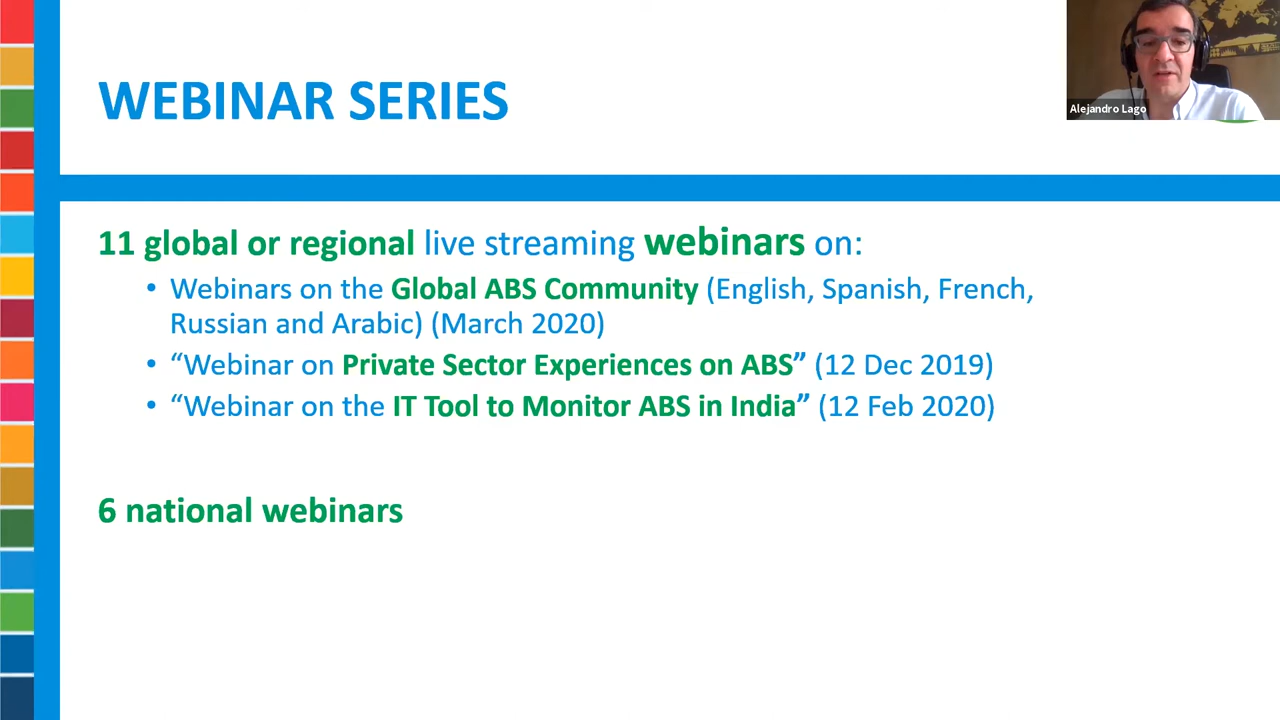 WEBINAR SERIES
Alejandro Lago
11 global or regional live streaming webinars on:
• Webinars on the Global ABS Community (English, Spanish, French,
Russian and Arabic) (March 2020)
• “Webinar on Private Sector Experiences on ABS” (12 Dec 2019)
• “Webinar on the IT Tool to Monitor ABS in India” (12 Feb 2020)
6 national webinars